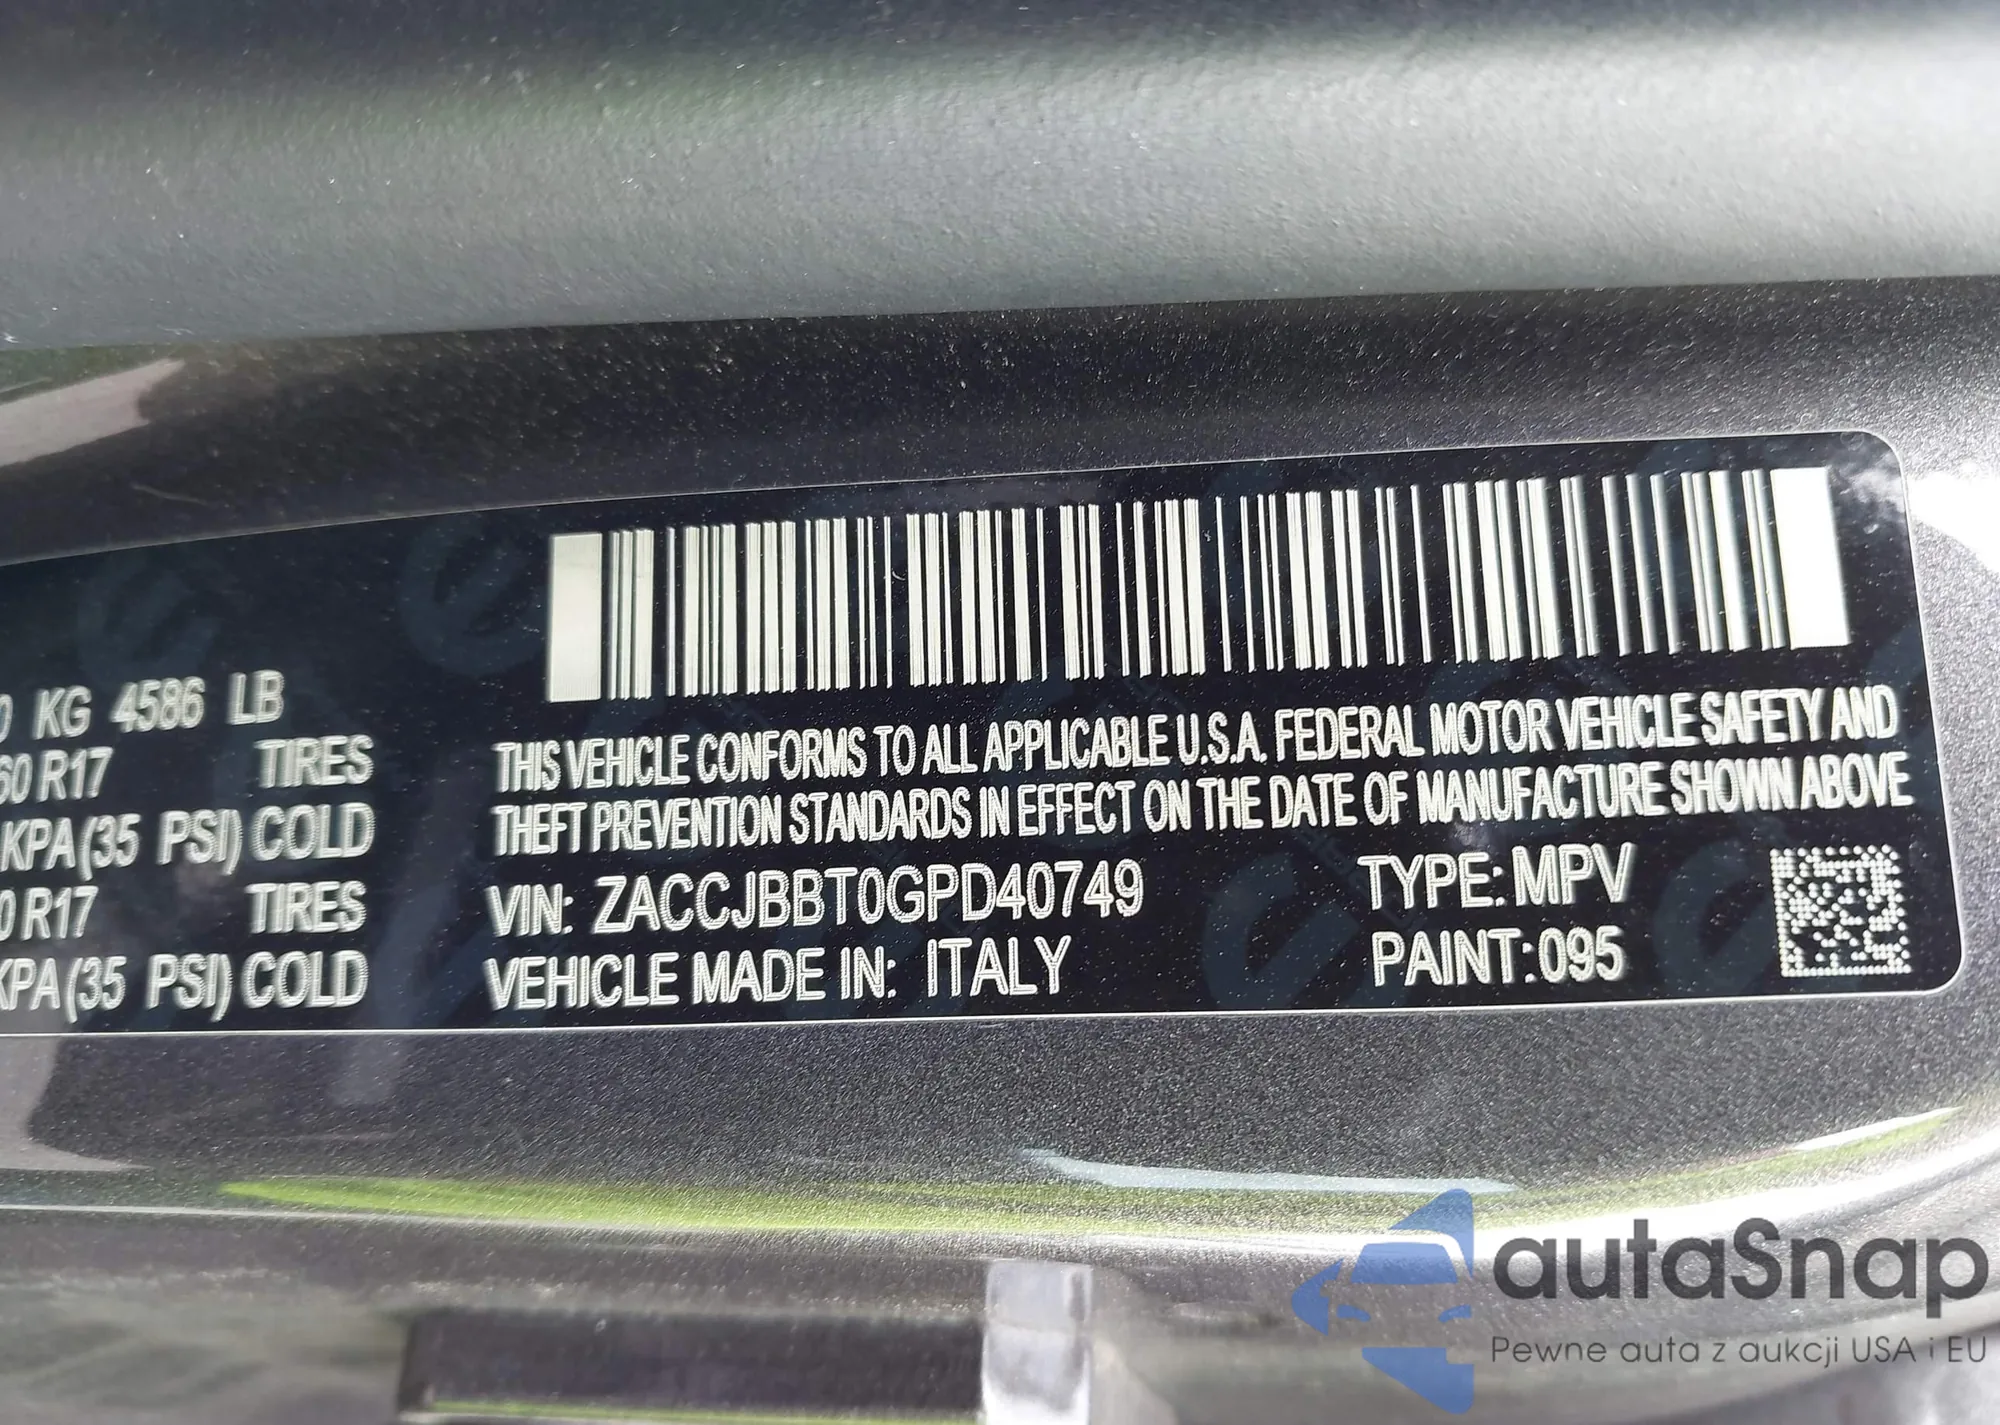 0 KG 4586 LB
60 R17 TIRES
KPA(35 PSI) COLD
0 R17 TIRES
KPA(35 PSI) COLD
THIS VEHICLE CONFORMS TO ALL APPLICABLE U.S.A. FEDERAL MOTOR VEHICLE SAFETY AND
THEFT PREVENTION STANDARDS IN EFFECT ON THE DATE OF MANUFACTURE SHOWN ABOVE
VIN: ZACCJBBT0GPD40749 TYPE: MPV
VEHICLE MADE IN: ITALY PAINT:095
autaSnap
Pewne auta z aukcji USA i EU